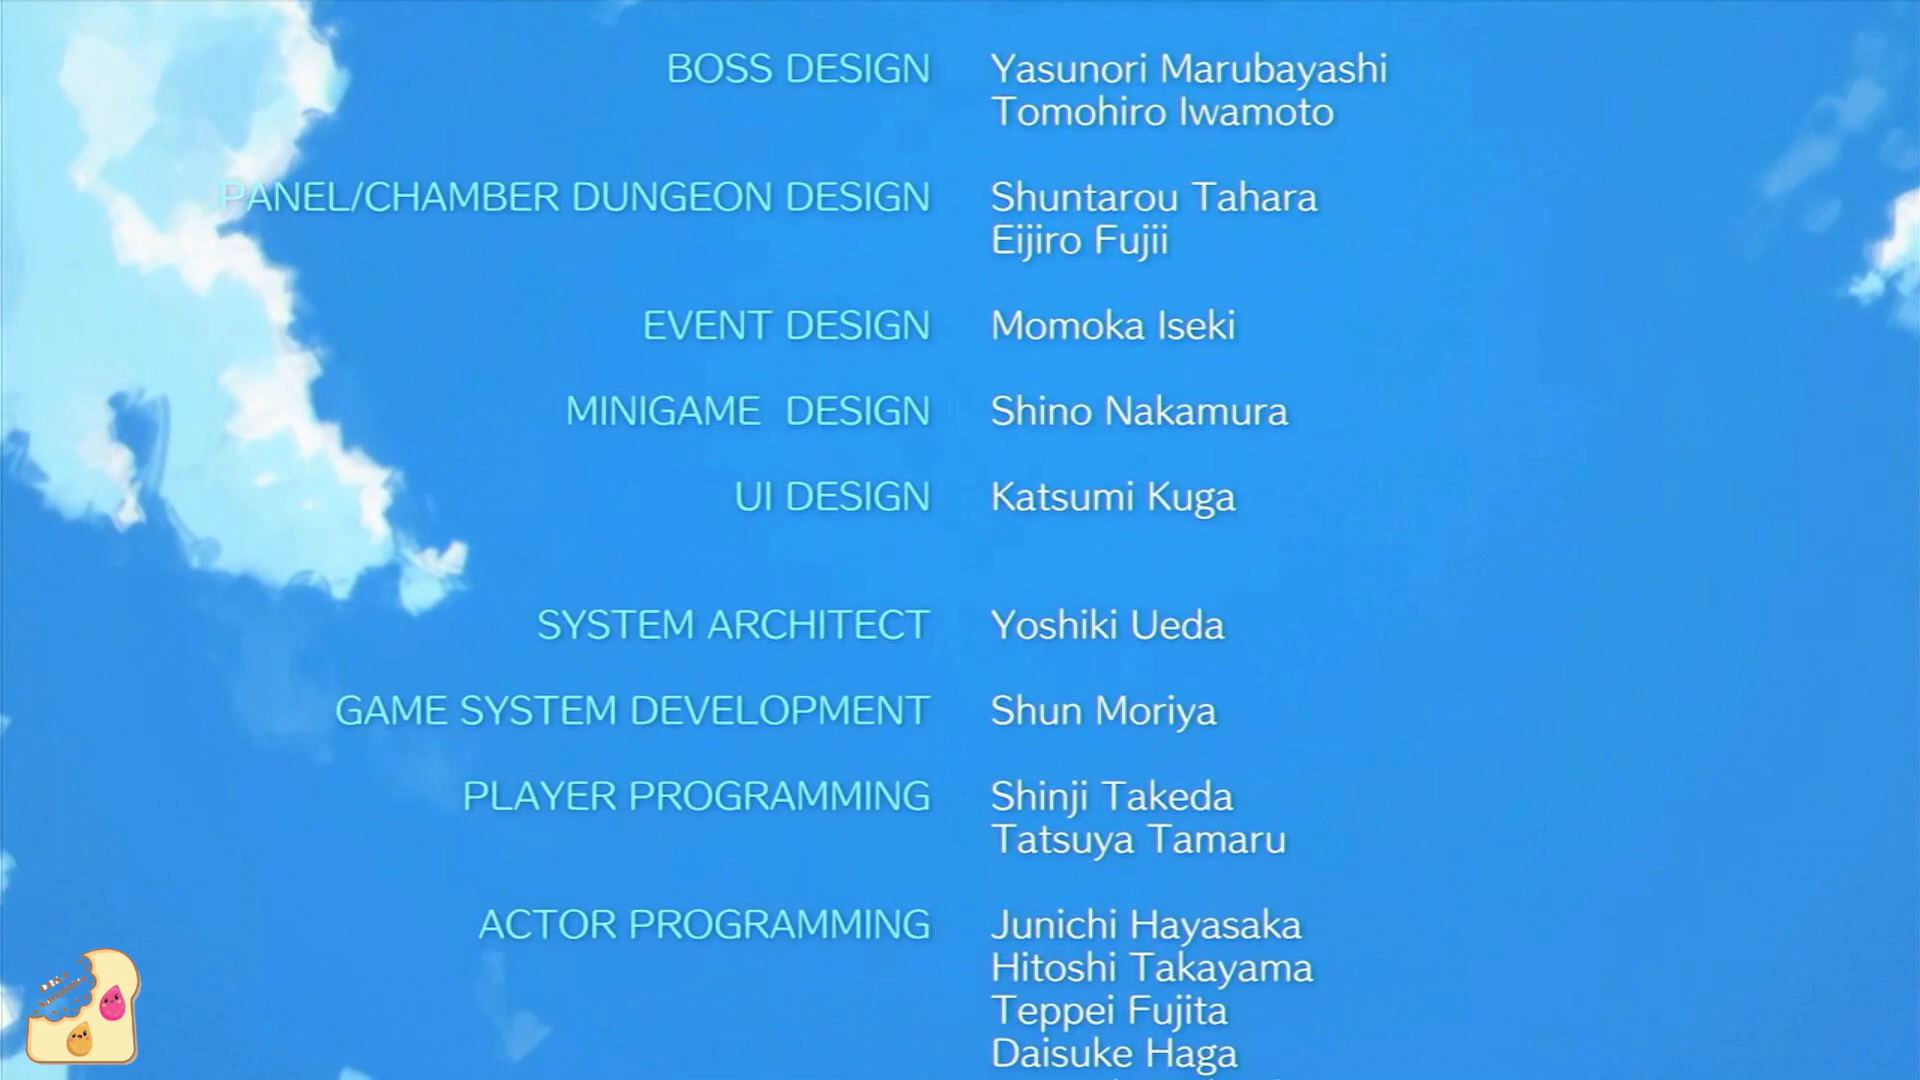 BOSS DESIGN Yasunori Marubayashi
Tomohiro Iwamoto
PANEL/CHAMBER DUNGEON DESIGN Shuntarou Tahara
Eijiro Fujii
EVENT DESIGN Momoka Iseki
MINIGAME DESIGN Shino Nakamura
UI DESIGN Katsumi Kuga
SYSTEM ARCHITECT Yoshiki Ueda
GAME SYSTEM DEVELOPMENT Shun Moriya
PLAYER PROGRAMMING Shinji Takeda
Tatsuya Tamaru
ACTOR PROGRAMMING Junichi Hayasaka
Hitoshi Takayama
Teppei Fujita
Daisuke Haga